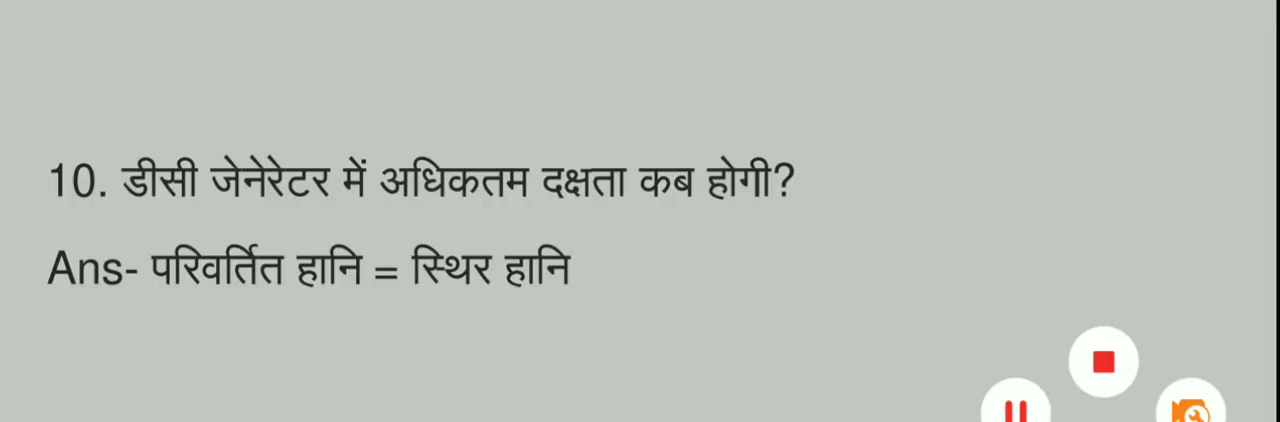 10. डीसी जेनेरेटर में अधिकतम दक्षता कब होगी?
Ans- परिवर्तित हानि = स्थिर हानि